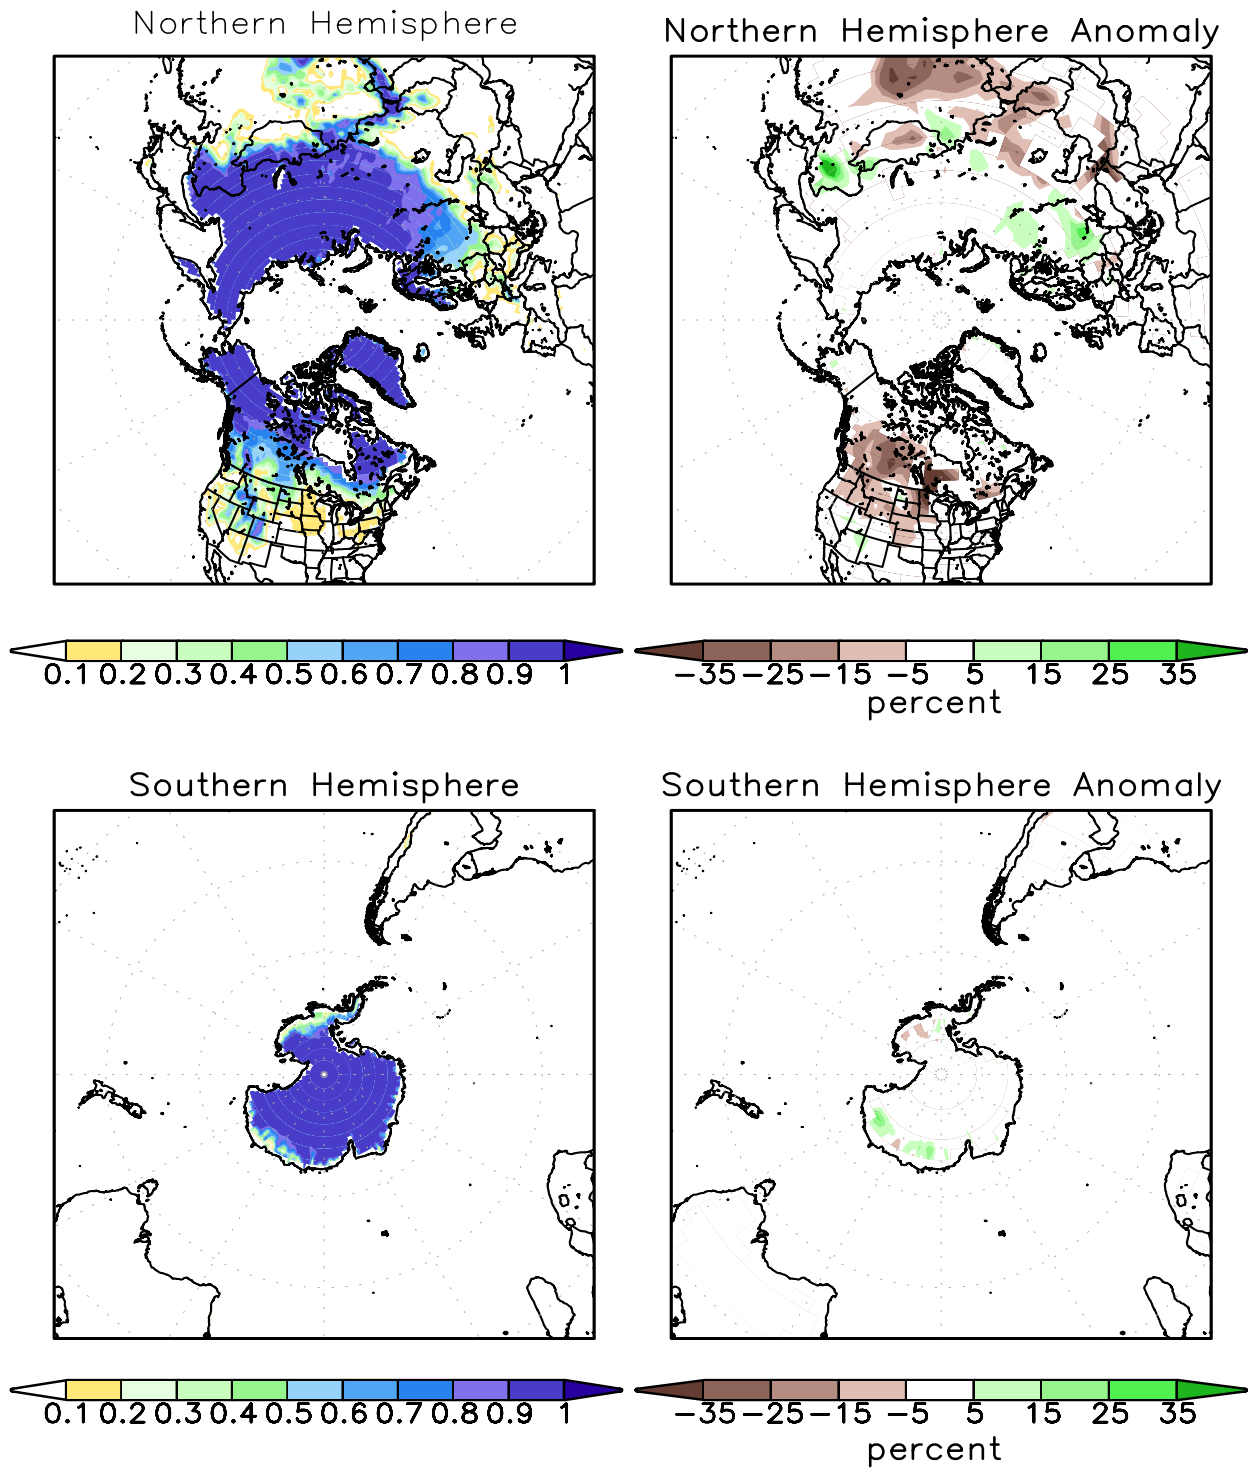 Northern Hemisphere
Northern Hemisphere Anomaly
0.1 0.2 0.3 0.4 0.5 0.6 0.7 0.8 0.9 1
-35 -25 -15 -5 5 15 25 35
percent
Southern Hemisphere
Southern Hemisphere Anomaly
0.1 0.2 0.3 0.4 0.5 0.6 0.7 0.8 0.9 1
-35 -25 -15 -5 5 15 25 35
percent